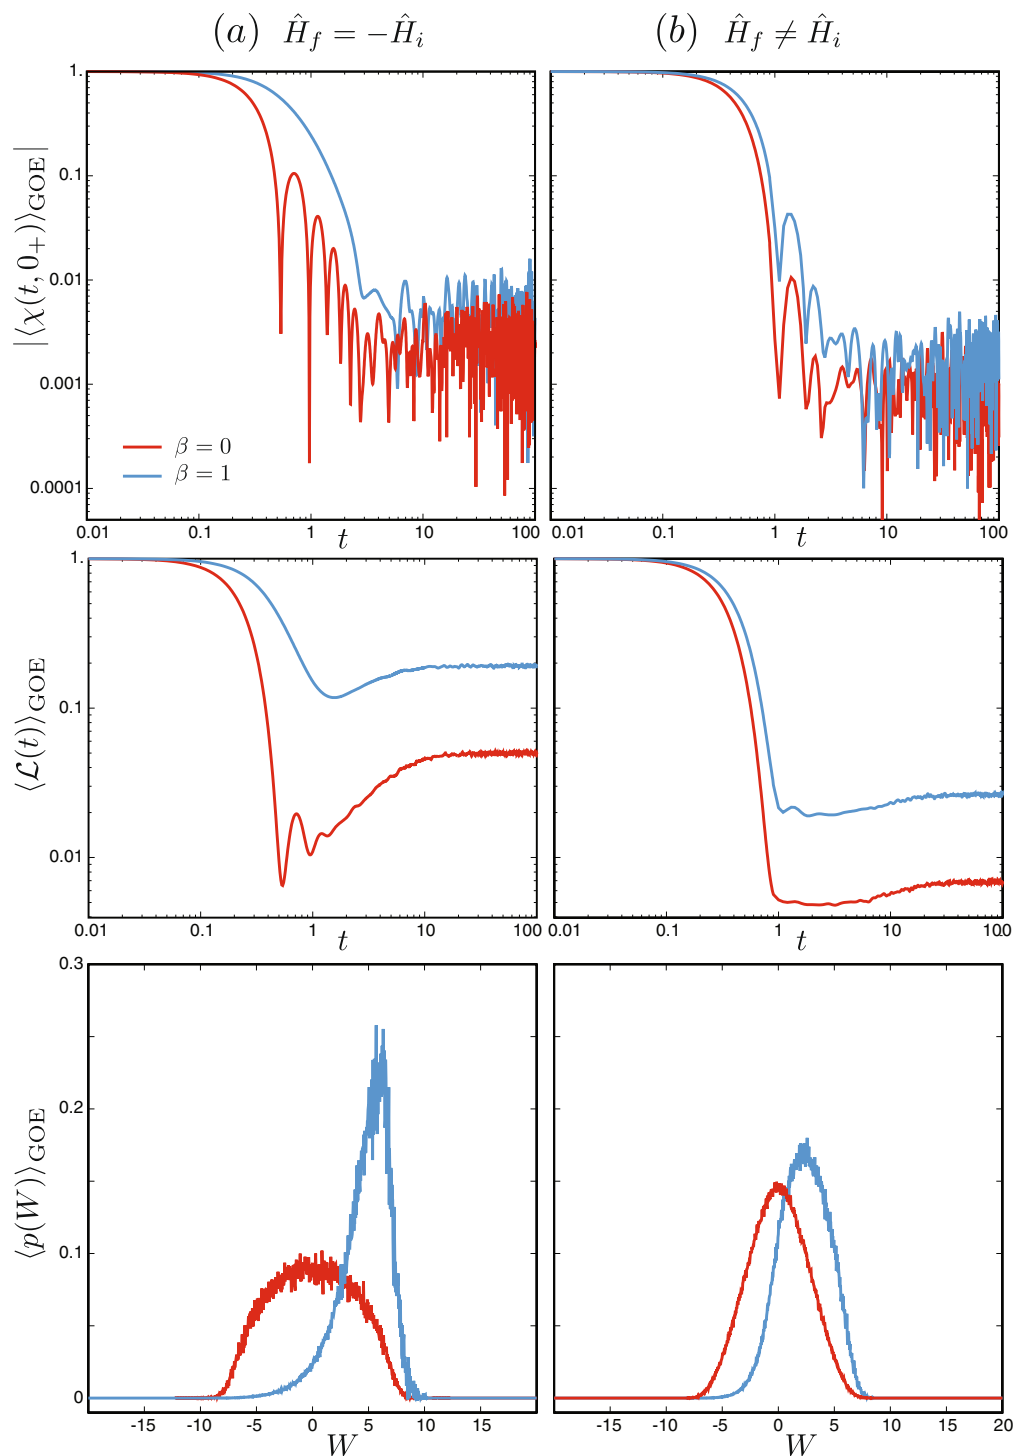 (a) Ĥ_f = −Ĥ_i
(b) Ĥ_f ≠ Ĥ_i
|⟨χ(t, 0₊)⟩_GOE|
1.
0.1
0.01
0.001
0.0001
β = 0
β = 1
0.01 0.1 1 10 100
t
0.01 0.1 1 10 100
t
⟨ℒ(t)⟩_GOE
1.
0.1
0.01
0.01 0.1 1 10 100
t
0.01 0.1 1 10 100
t
⟨p(W)⟩_GOE
0.3
0.2
0.1
0
-15 -10 -5 0 5 10 15
W
-15 -10 -5 0 5 10 15 20
W